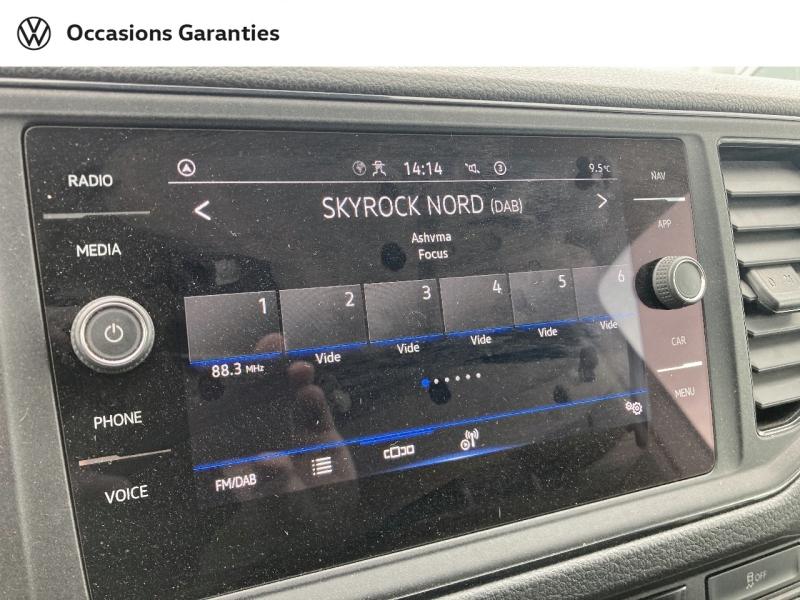 Occasions Garanties
14:14
3
9.5°C
RADIO
MEDIA
PHONE
VOICE
SKYROCK NORD (DAB)
Ashvma
Focus
1 2 3 4 5 6
88.3 MHz Vide Vide Vide Vide Vide
FM/DAB
NAV
APP
CAR
MENU
OFF